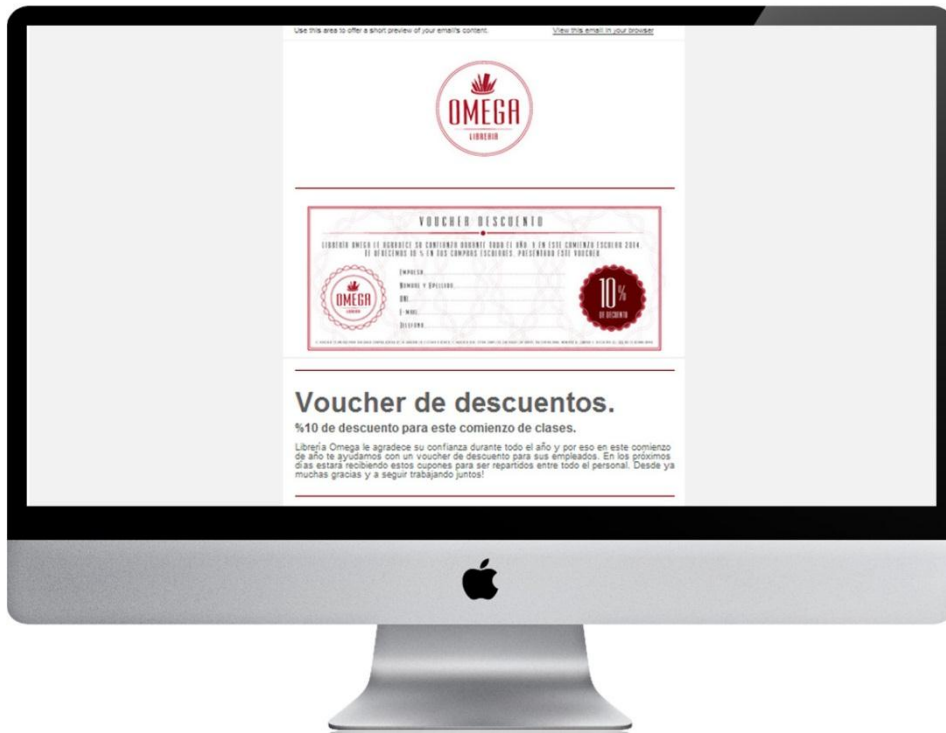 Use this area to offer a short preview of your email's content. View this email in your browser
OMEGA
LIBRERIA
VOUCHER DESCUENTO
LIBRERÍA OMEGA LE AGRADECE SU CONFIANZA DURANTE TODO EL AÑO. Y EN ESTE COMIENZO ESCOLAR 2014,
TE OFRECEMOS 10 % EN TUS COMPRAS ESCOLARES, PRESENTANDO ESTE VOUCHER
EMPRESA
NOMBRE Y APELLIDO
DNI
E-MAIL
TELEFONO
OMEGA
LIBRERIA
10%
DE DESCUENTO
Voucher de descuentos.
%10 de descuento para este comienzo de clases.
Librería Omega le agradece su confianza durante todo el año y por eso en este comienzo
de año te ayudamos con un voucher de descuento para sus empleados. En los próximos
días estara recibiendo estos cupones para ser repartidos entre todo el personal. Desde ya
muchas gracias y a seguir trabajando juntos!